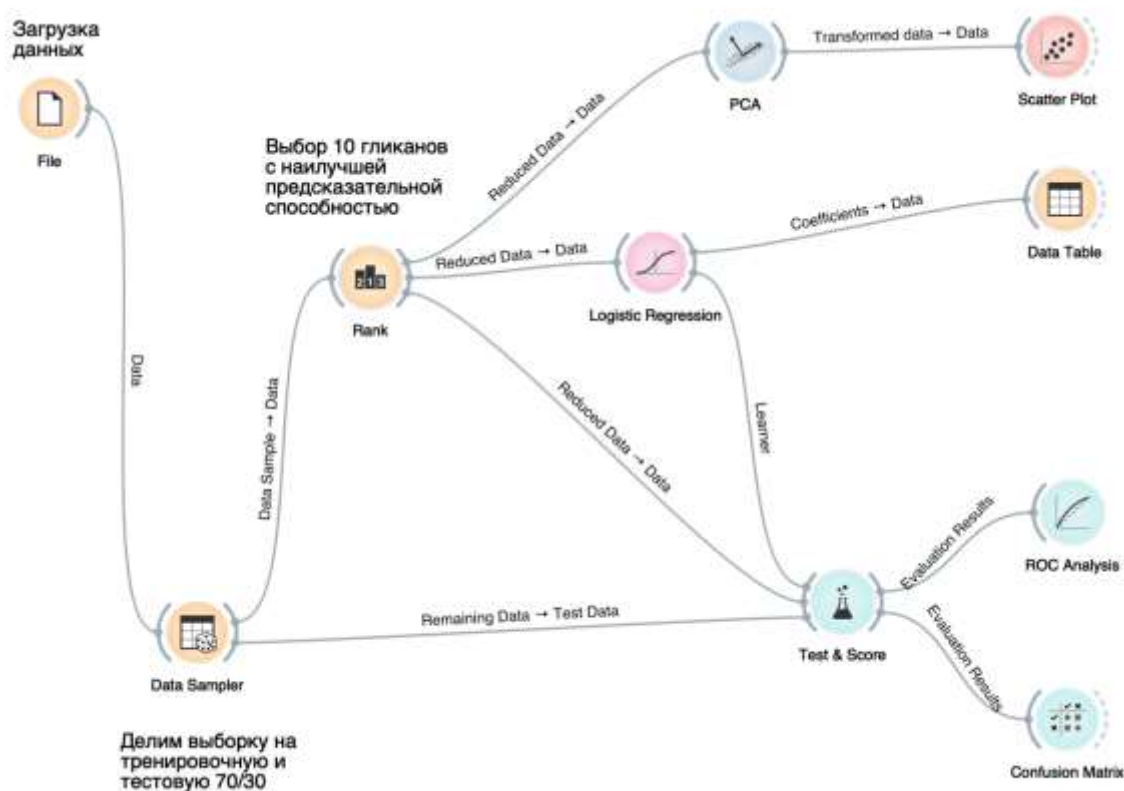 Загрузка
данных
File
Data
Выбор 10 гликанов
с наилучшей
предсказательной
способностью
Rank
Data Sample → Data
Reduced Data → Data
PCA
Transformed data → Data
Scatter Plot
Reduced Data → Data
Logistic Regression
Coefficients → Data
Data Table
Reduced Data → Data
Learner
Remaining Data → Test Data
Data Sampler
Делим выборку на
тренировочную и
тестовую 70/30
Test & Score
Evaluation Results
ROC Analysis
Evaluation Results
Confusion Matrix